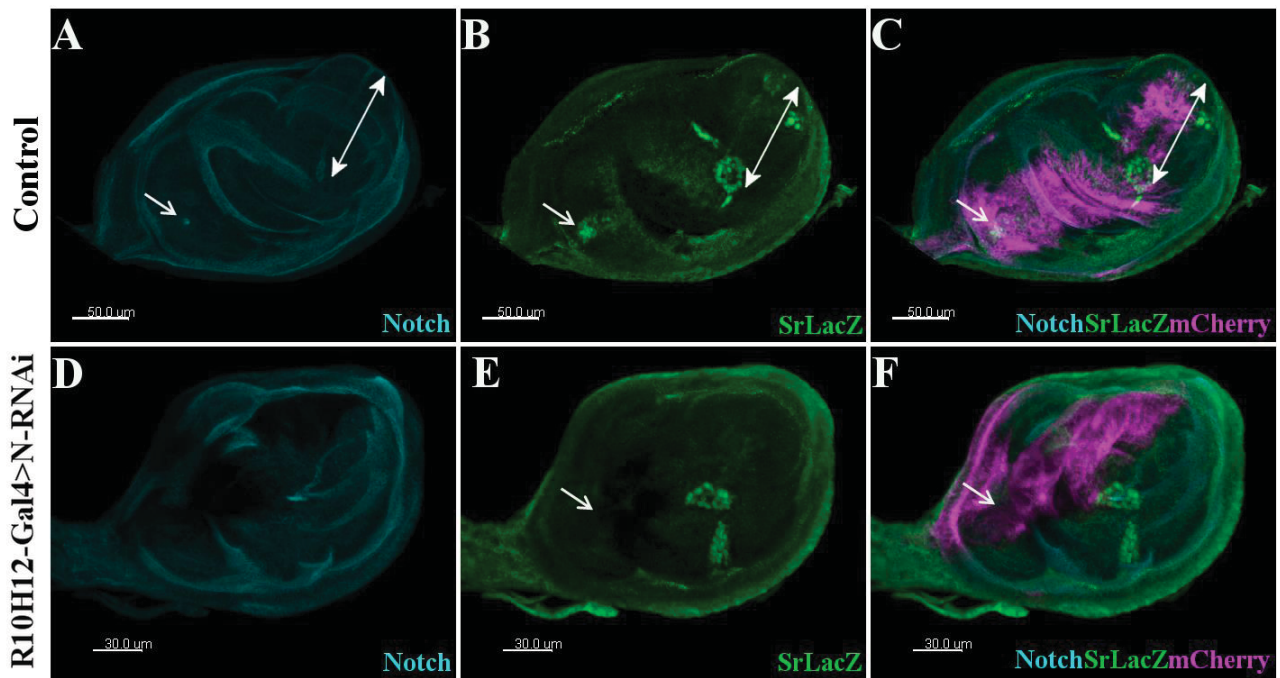 A
B
C
Control
50.0 um
Notch
50.0 um
SrLacZ
50.0 um
NotchSrLacZmCherry
D
E
F
R10H12-Gal4>N-RNAi
30.0 um
Notch
30.0 um
SrLacZ
30.0 um
NotchSrLacZmCherry